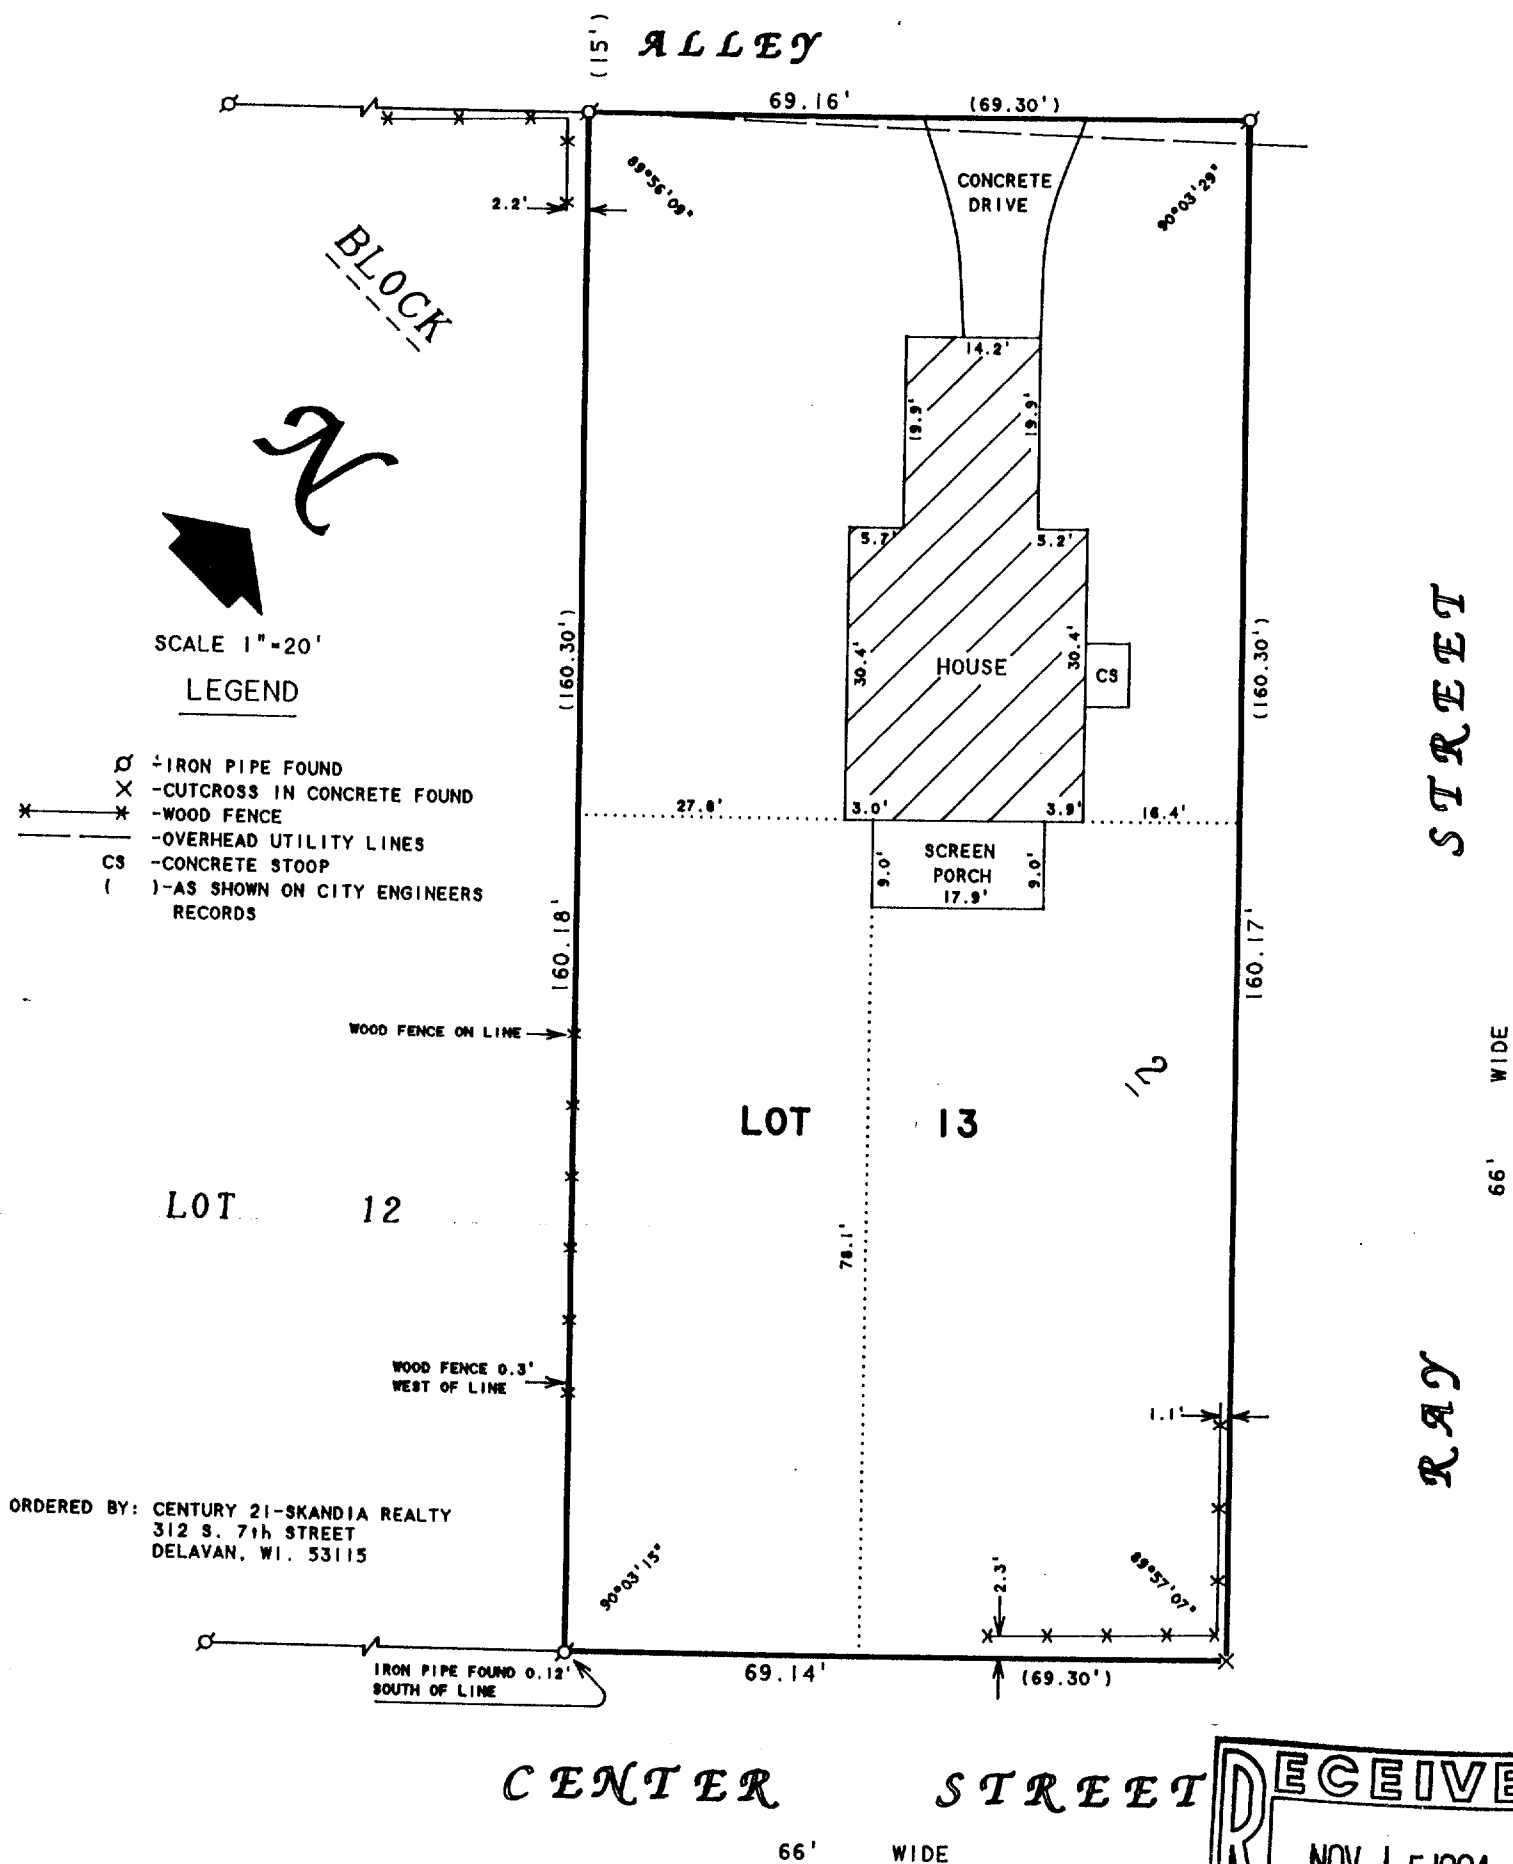 (15') ALLEY
69.16' (69.30')
89°56'09"
90°03'29"
CONCRETE
DRIVE
2.2'
BLOCK
N
14.2'
19.9' 19.9'
5.7' 5.2'
SCALE 1"=20'
LEGEND
-IRON PIPE FOUND
-CUTCROSS IN CONCRETE FOUND
-WOOD FENCE
-OVERHEAD UTILITY LINES
CS -CONCRETE STOOP
( )-AS SHOWN ON CITY ENGINEERS
RECORDS
(160.30')
160.18'
30.4' HOUSE 30.4' CS
27.8' 3.0' 3.9' 16.4'
SCREEN
PORCH
9.0' 17.9' 9.0'
(160.30')
160.17'
RAY STREET
66' WIDE
WOOD FENCE ON LINE
12
LOT 13
LOT 12
78.1'
WOOD FENCE 0.3'
WEST OF LINE
1.1'
ORDERED BY: CENTURY 21-SKANDIA REALTY
312 S. 7th STREET
DELAVAN, WI. 53115
90°03'15"
2.3'
89°57'07"
IRON PIPE FOUND 0.12'
SOUTH OF LINE
69.14' (69.30')
CENTER STREET
66' WIDE
RECEIVE
NOV 15 1994